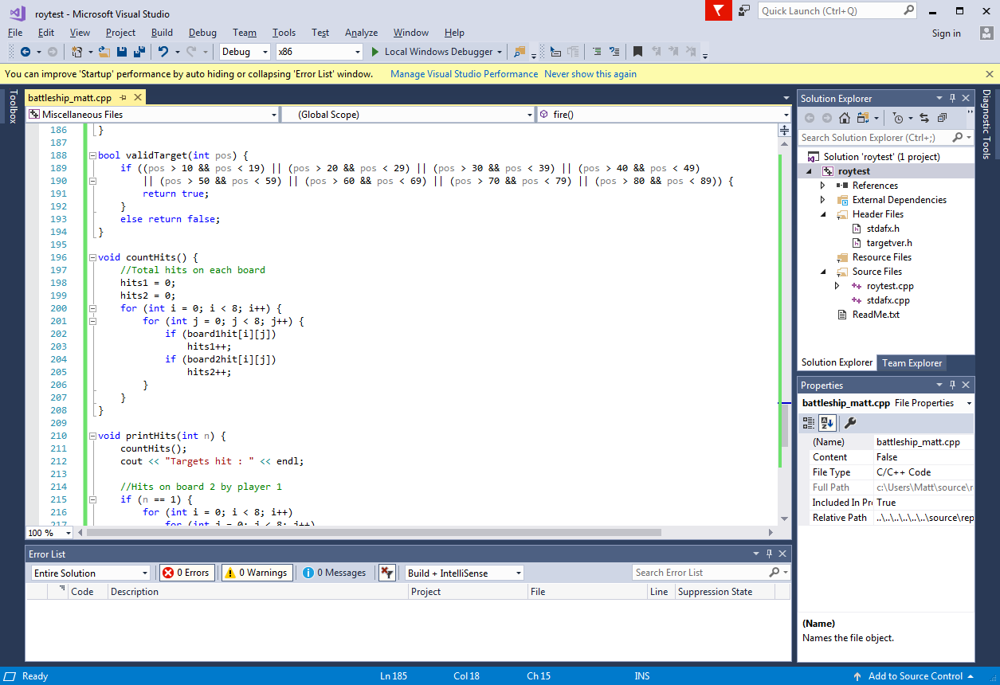 roytest - Microsoft Visual Studio
Quick Launch (Ctrl+Q)
File Edit View Project Build Debug Team Tools Test Analyze Window Help
Sign in
Debug x86 Local Windows Debugger
You can improve 'Startup' performance by auto hiding or collapsing 'Error List' window. Manage Visual Studio Performance Never show this again
Toolbox
battleship_matt.cpp
Miscellaneous Files (Global Scope) fire()
186 }
187
188 bool validTarget(int pos) {
189 if ((pos > 10 && pos < 19) || (pos > 20 && pos < 29) || (pos > 30 && pos < 39) || (pos > 40 && pos < 49)
190 || (pos > 50 && pos < 59) || (pos > 60 && pos < 69) || (pos > 70 && pos < 79) || (pos > 80 && pos < 89)) {
191 return true;
192 }
193 else return false;
194 }
195
196 void countHits() {
197 //Total hits on each board
198 hits1 = 0;
199 hits2 = 0;
200 for (int i = 0; i < 8; i++) {
201 for (int j = 0; j < 8; j++) {
202 if (board1hit[i][j])
203 hits1++;
204 if (board2hit[i][j])
205 hits2++;
206 }
207 }
208 }
209
210 void printHits(int n) {
211 countHits();
212 cout << "Targets hit : " << endl;
213
214 //Hits on board 2 by player 1
215 if (n == 1) {
216 for (int i = 0; i < 8; i++)
217 for (int j = 0; j < 8; j++)
100 %
Error List
Entire Solution 0 Errors 0 Warnings 0 Messages Build + IntelliSense Search Error List
Code Description Project File Line Suppression State
Solution Explorer
Search Solution Explorer (Ctrl+;)
Solution 'roytest' (1 project)
roytest
References
External Dependencies
Header Files
stdafx.h
targetver.h
Resource Files
Source Files
roytest.cpp
stdafx.cpp
ReadMe.txt
Solution Explorer Team Explorer
Properties
battleship_matt.cpp File Properties
(Name) battleship_matt.cpp
Content False
File Type C/C++ Code
Full Path c:\Users\Matt\source\r
Included In Pr True
Relative Path ..\..\..\..\..\..\source\rep
(Name)
Names the file object.
Diagnostic Tools
Ready Ln 185 Col 18 Ch 15 INS Add to Source Control